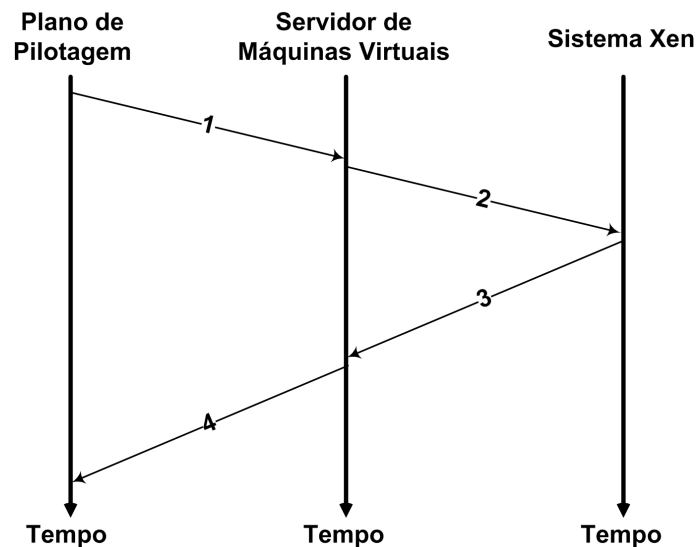 Plano de
Pilotagem
Servidor de
Máquinas Virtuais
Sistema Xen
1
2
3
4
Tempo
Tempo
Tempo